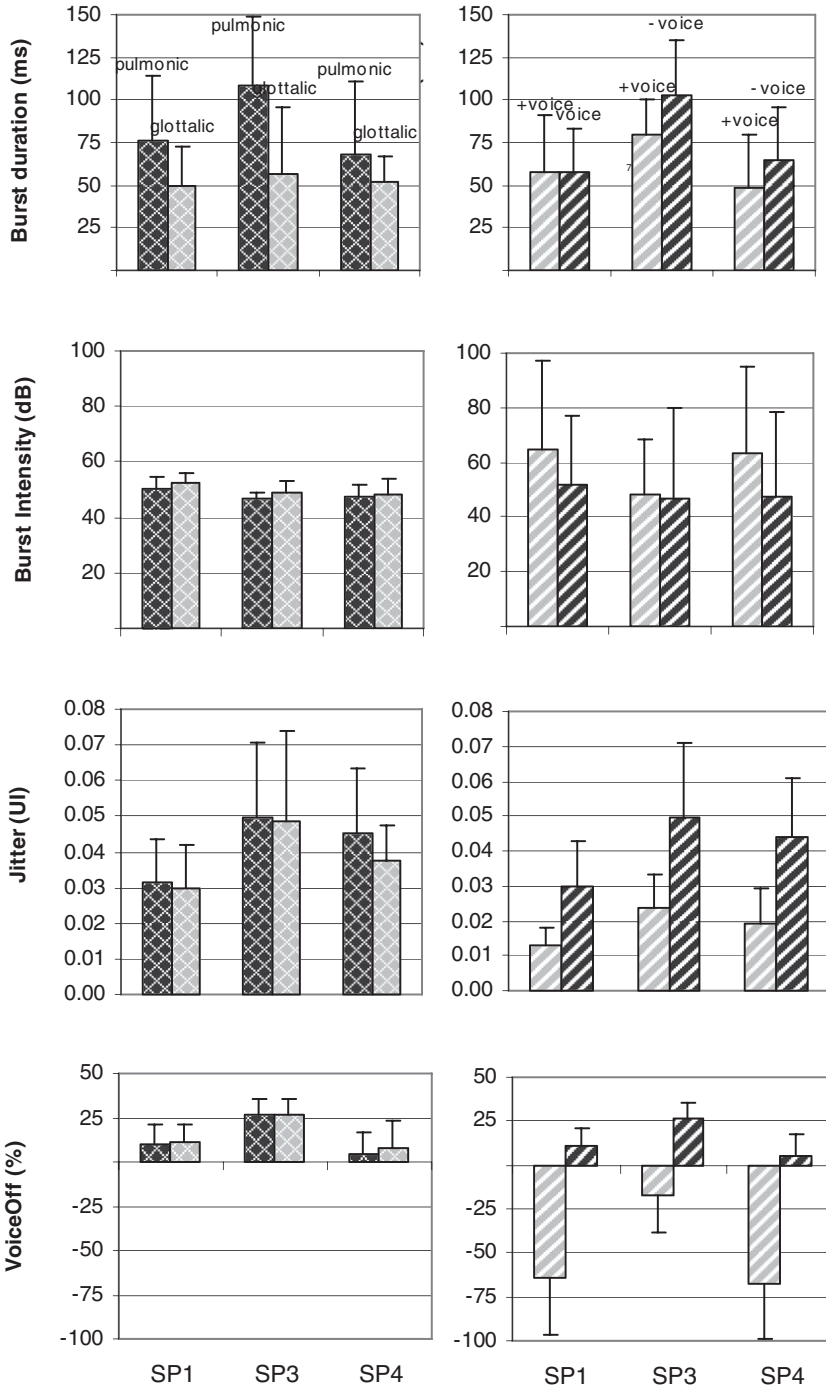 Burst duration (ms)
150
125
100
75
50
25
pulmonic
glottalic
pulmonic
glottalic
pulmonic
glottalic
150
125
100
75
50
25
+voice
voice
+voice
- voice
+voice
- voice
7
Burst Intensity (dB)
100
80
60
40
20
100
80
60
40
20
Jitter (UI)
0.08
0.07
0.06
0.05
0.04
0.03
0.02
0.01
0.00
0.08
0.07
0.06
0.05
0.04
0.03
0.02
0.01
0.00
VoiceOff (%)
50
25
-25
-50
-75
-100
50
25
-25
-50
-75
-100
SP1 SP3 SP4
SP1 SP3 SP4